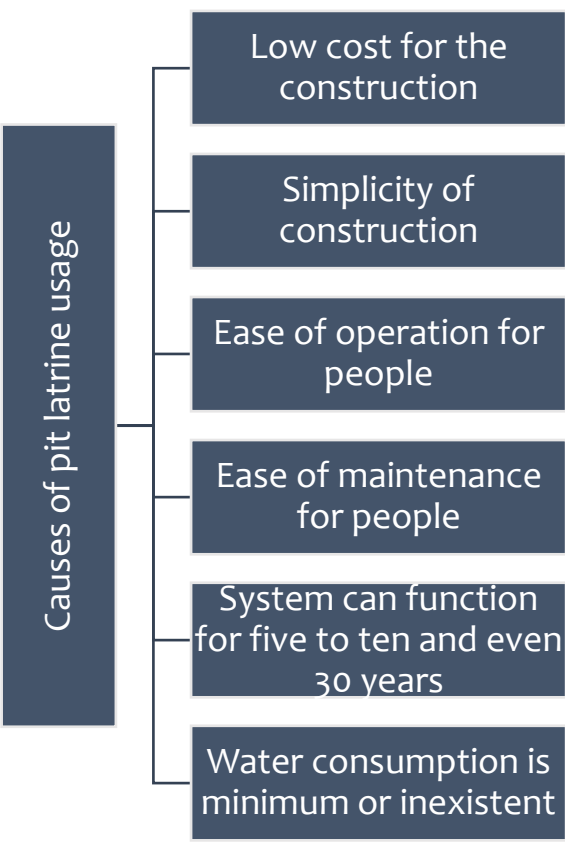 Causes of pit latrine usage
Low cost for the
construction
Simplicity of
construction
Ease of operation for
people
Ease of maintenance
for people
System can function
for five to ten and even
30 years
Water consumption is
minimum or inexistent